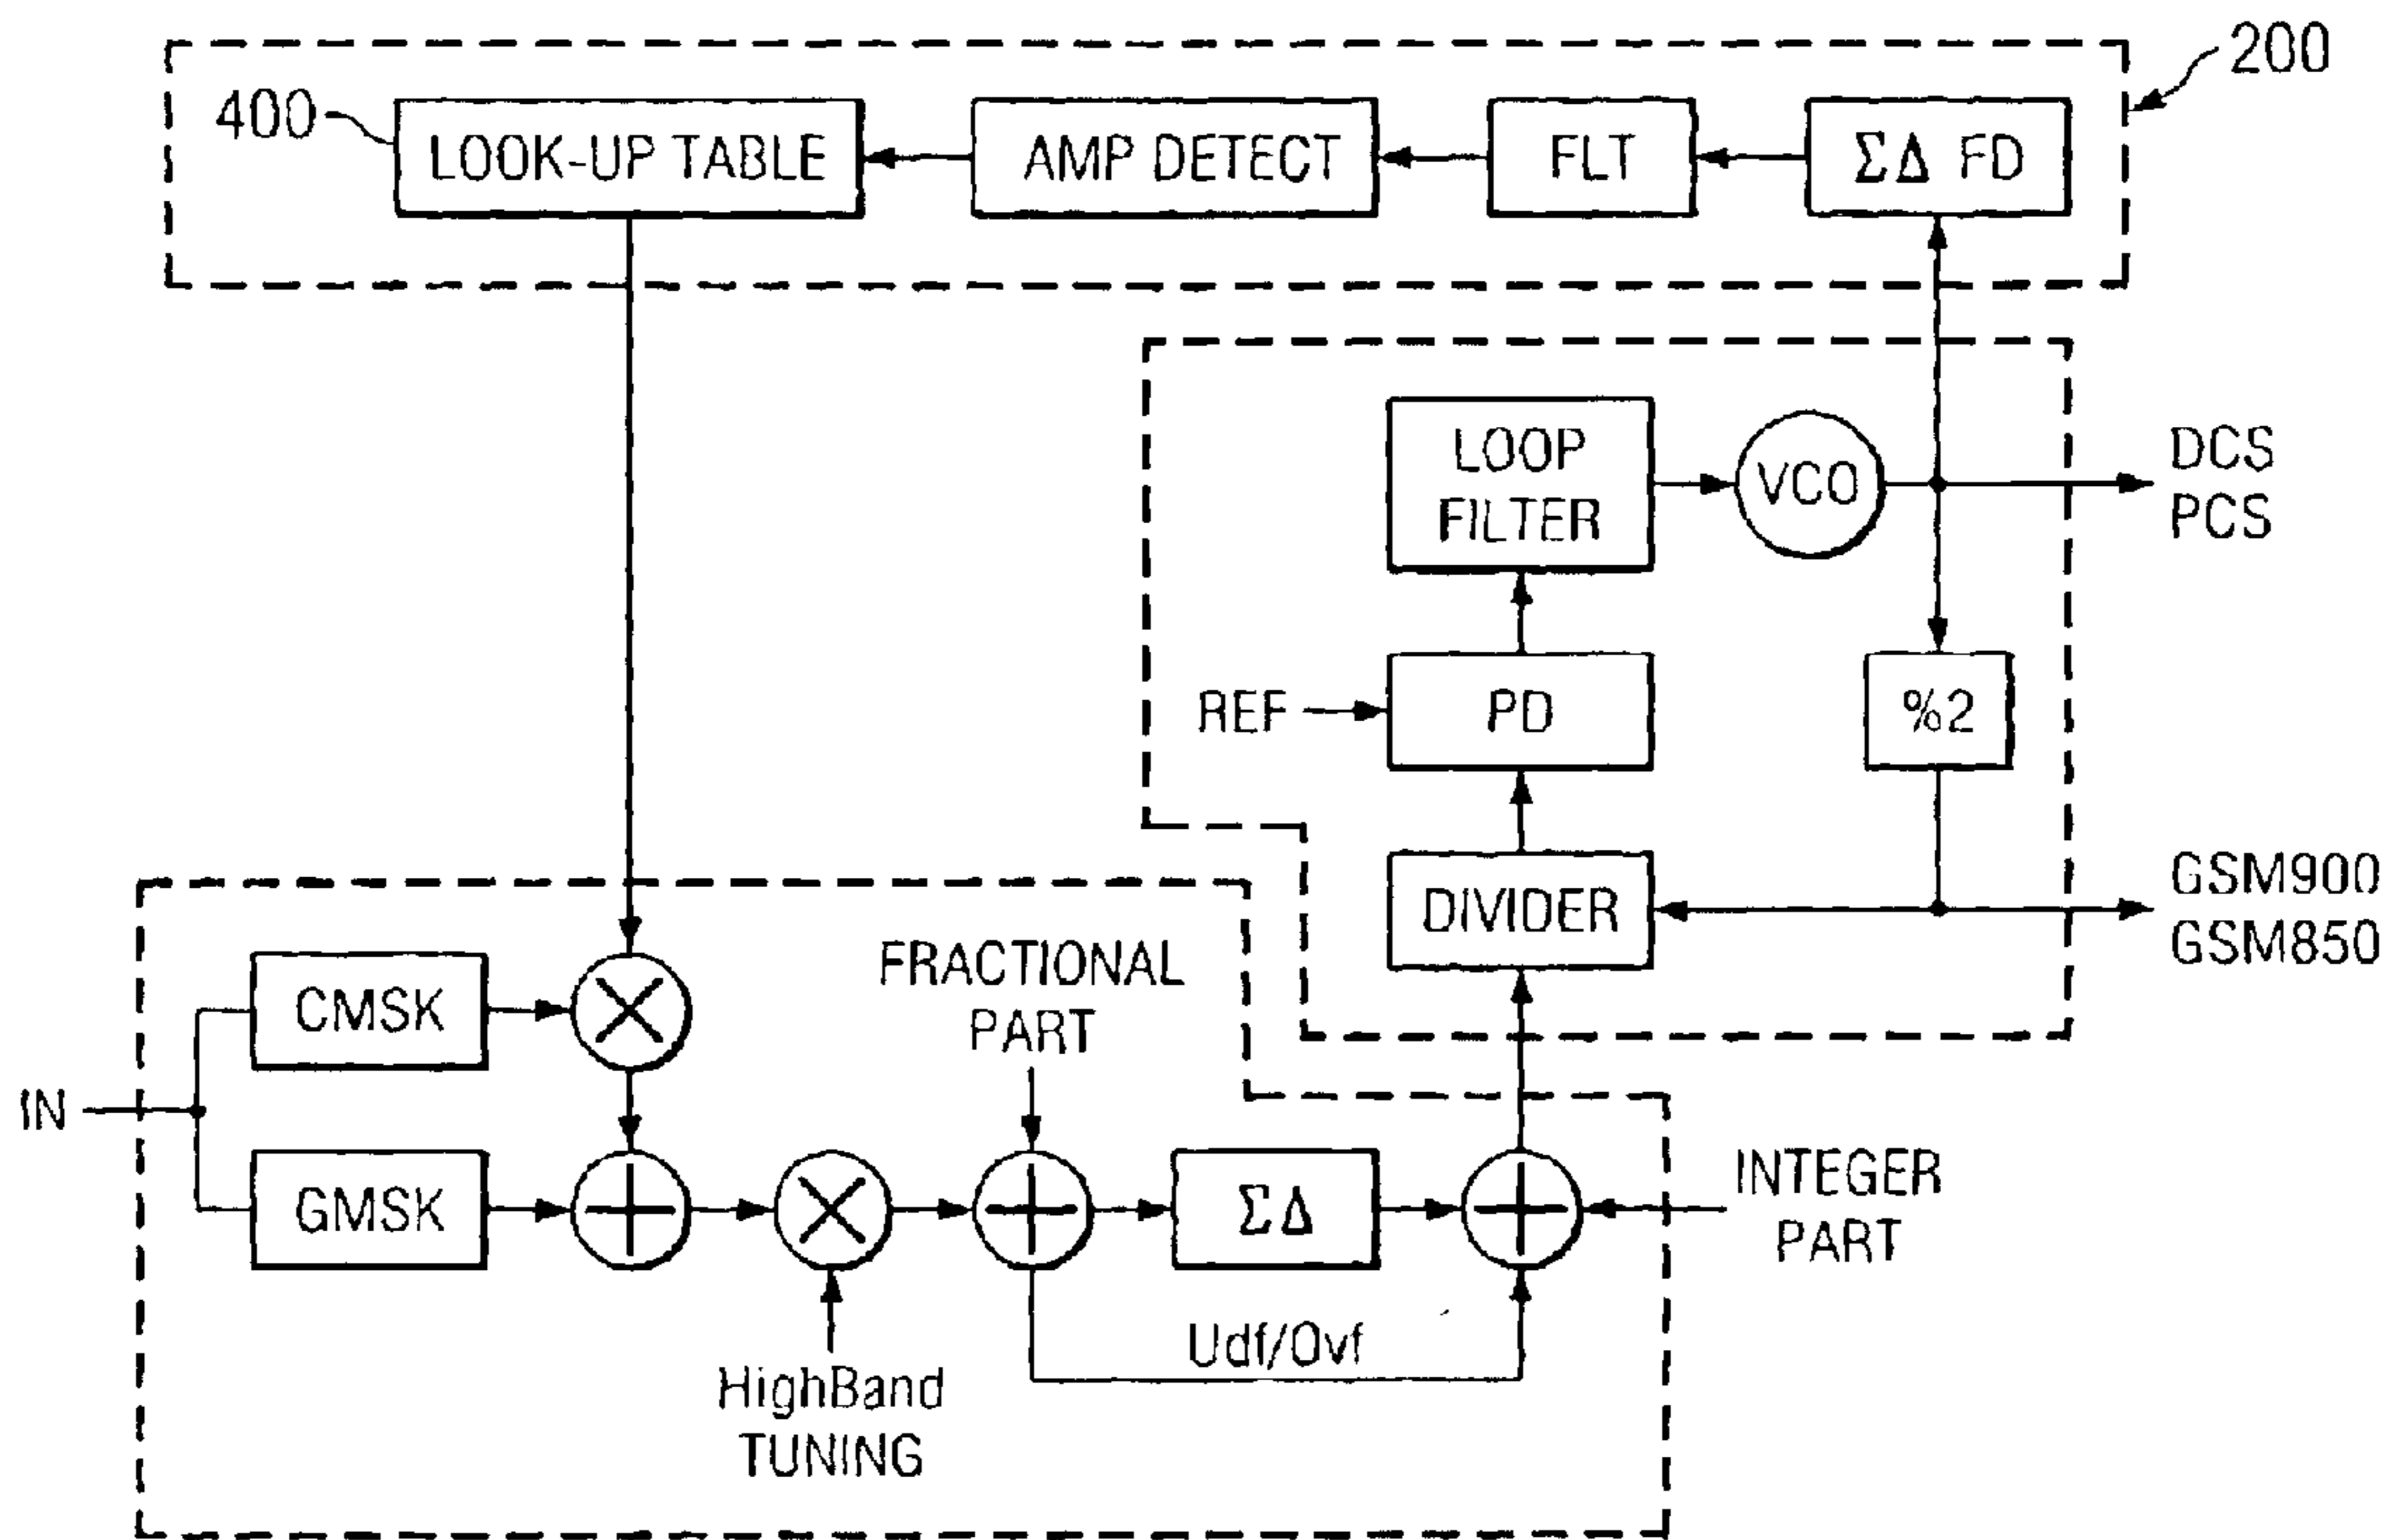 200
400
LOOK-UP TABLE
AMP DETECT
FLT
ΣΔ FD
LOOP
FILTER
VCO
DCS
PCS
REF
PD
%2
DIVIDER
GSM900
GSM850
FRACTIONAL
PART
CMSK
IN
GMSK
ΣΔ
INTEGER
PART
Udf/Ovf
HighBand
TUNING